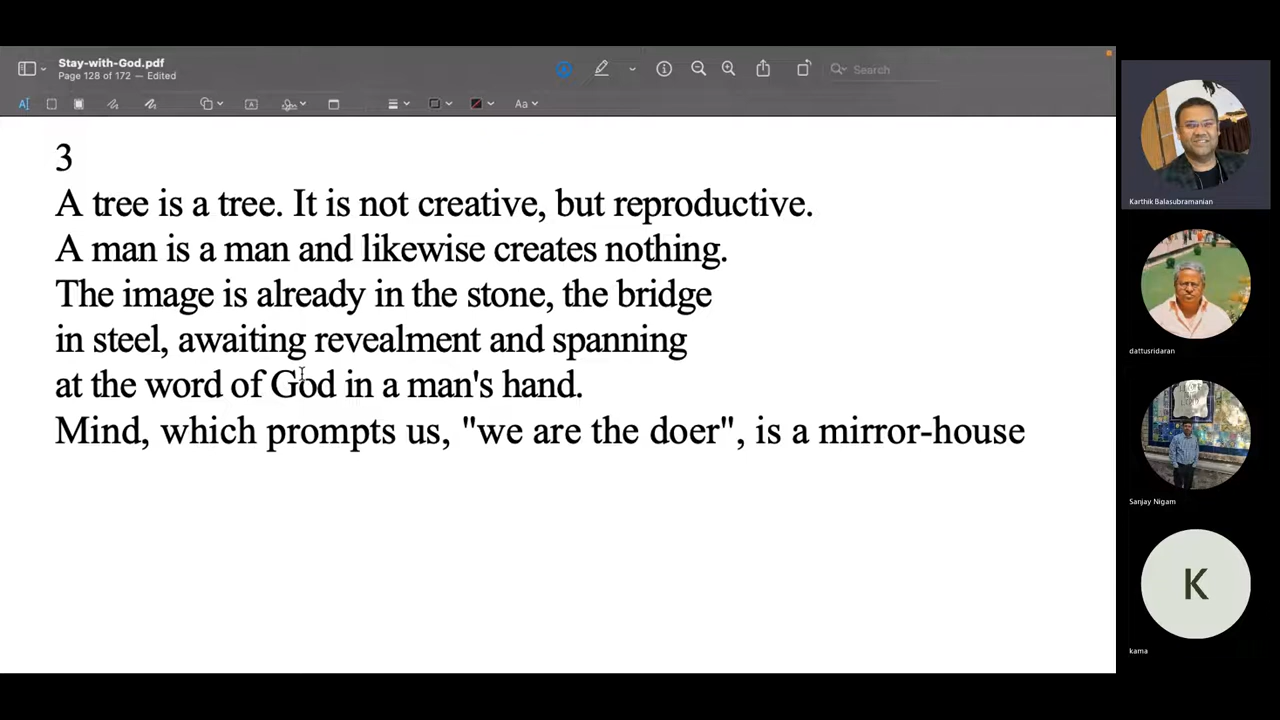 Stay-with-God.pdf
Page 128 of 172 — Edited
Search
Aa
3
A tree is a tree. It is not creative, but reproductive.
A man is a man and likewise creates nothing.
The image is already in the stone, the bridge
in steel, awaiting revealment and spanning
at the word of God in a man's hand.
Mind, which prompts us, "we are the doer", is a mirror-house
Karthik Balasubramanian
dattusridaran
Sanjay Nigam
K
kama